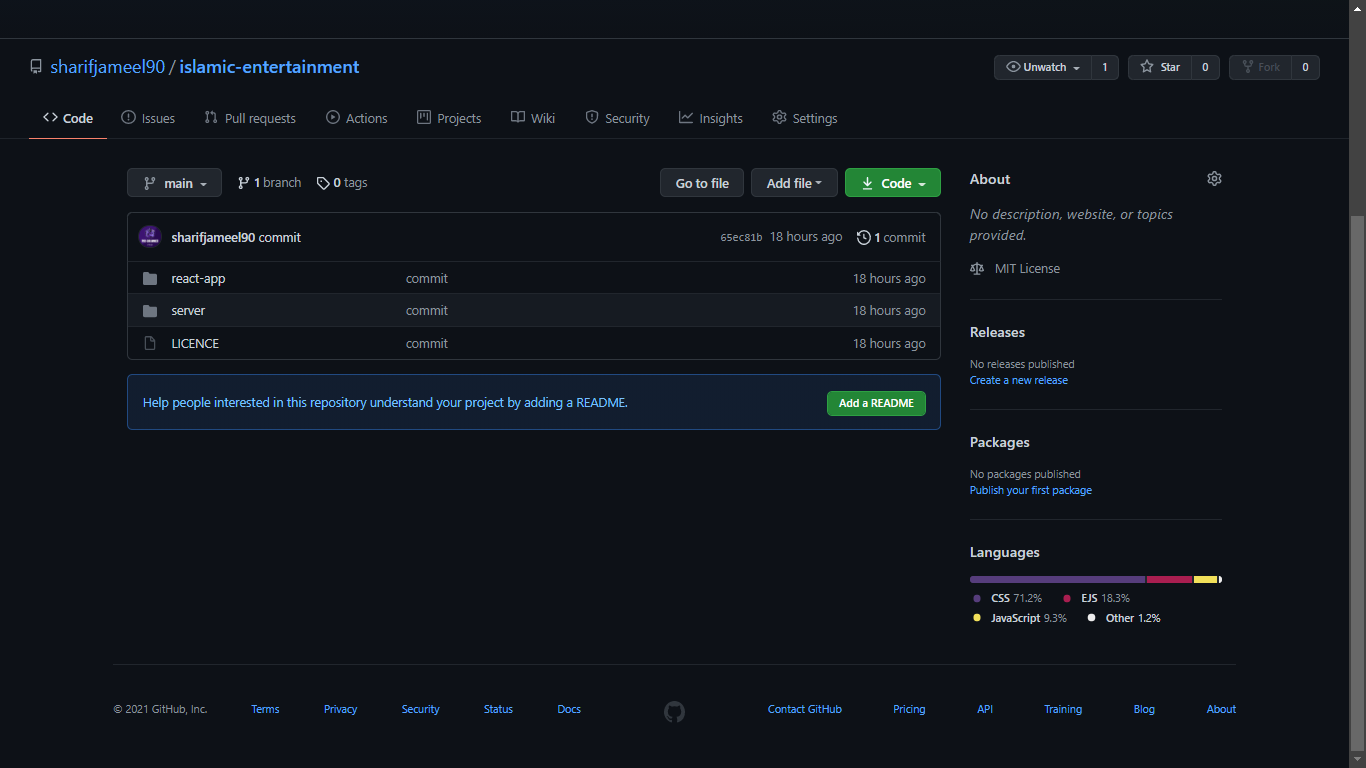 sharifjameel90 / islamic-entertainment
Unwatch 1 Star 0 Fork 0
Code Issues Pull requests Actions Projects Wiki Security Insights Settings
main 1 branch 0 tags Go to file Add file Code
sharifjameel90 commit 65ec81b 18 hours ago 1 commit
react-app commit 18 hours ago
server commit 18 hours ago
LICENCE commit 18 hours ago
Help people interested in this repository understand your project by adding a README. Add a README
About
No description, website, or topics
provided.
MIT License
Releases
No releases published
Create a new release
Packages
No packages published
Publish your first package
Languages
CSS 71.2% EJS 18.3%
JavaScript 9.3% Other 1.2%
© 2021 GitHub, Inc. Terms Privacy Security Status Docs Contact GitHub Pricing API Training Blog About